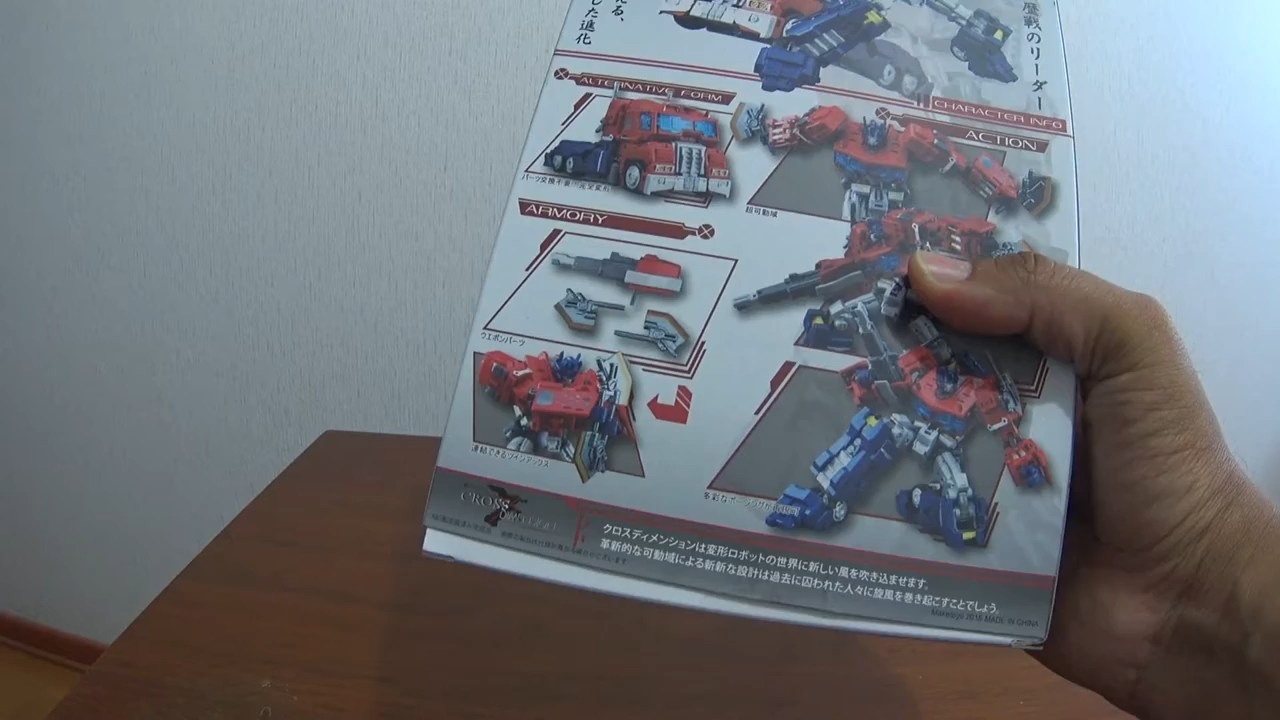 える、
した進化
歴戦のリーダー
ALTERNATIVE FORM
CHARACTER INFO
ACTION
パーツ交換不要 完全変形
超可動域
ARMORY
ウエポンパーツ
連結できるツインアックス
多彩なポージングが
CROSS
クロスディメンションは変形ロボットの世界に新しい風を吹き込ませます。
革新的な可動域による斬新な設計は過去に囚われた人々に旋風を巻き起こすことでしょう。
2016 MADE IN CHINA